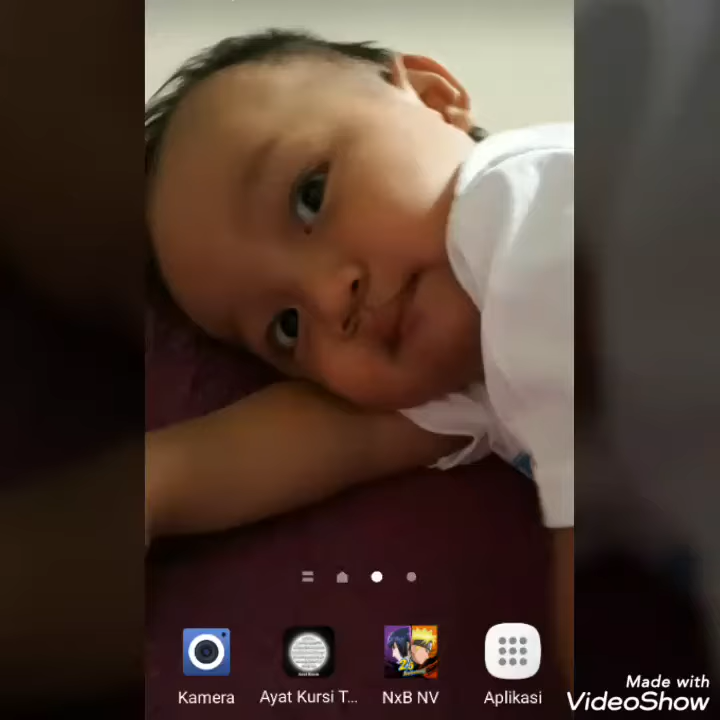 Kamera
Ayat Kursi T...
NxB NV
Aplikasi
Made with
VideoShow